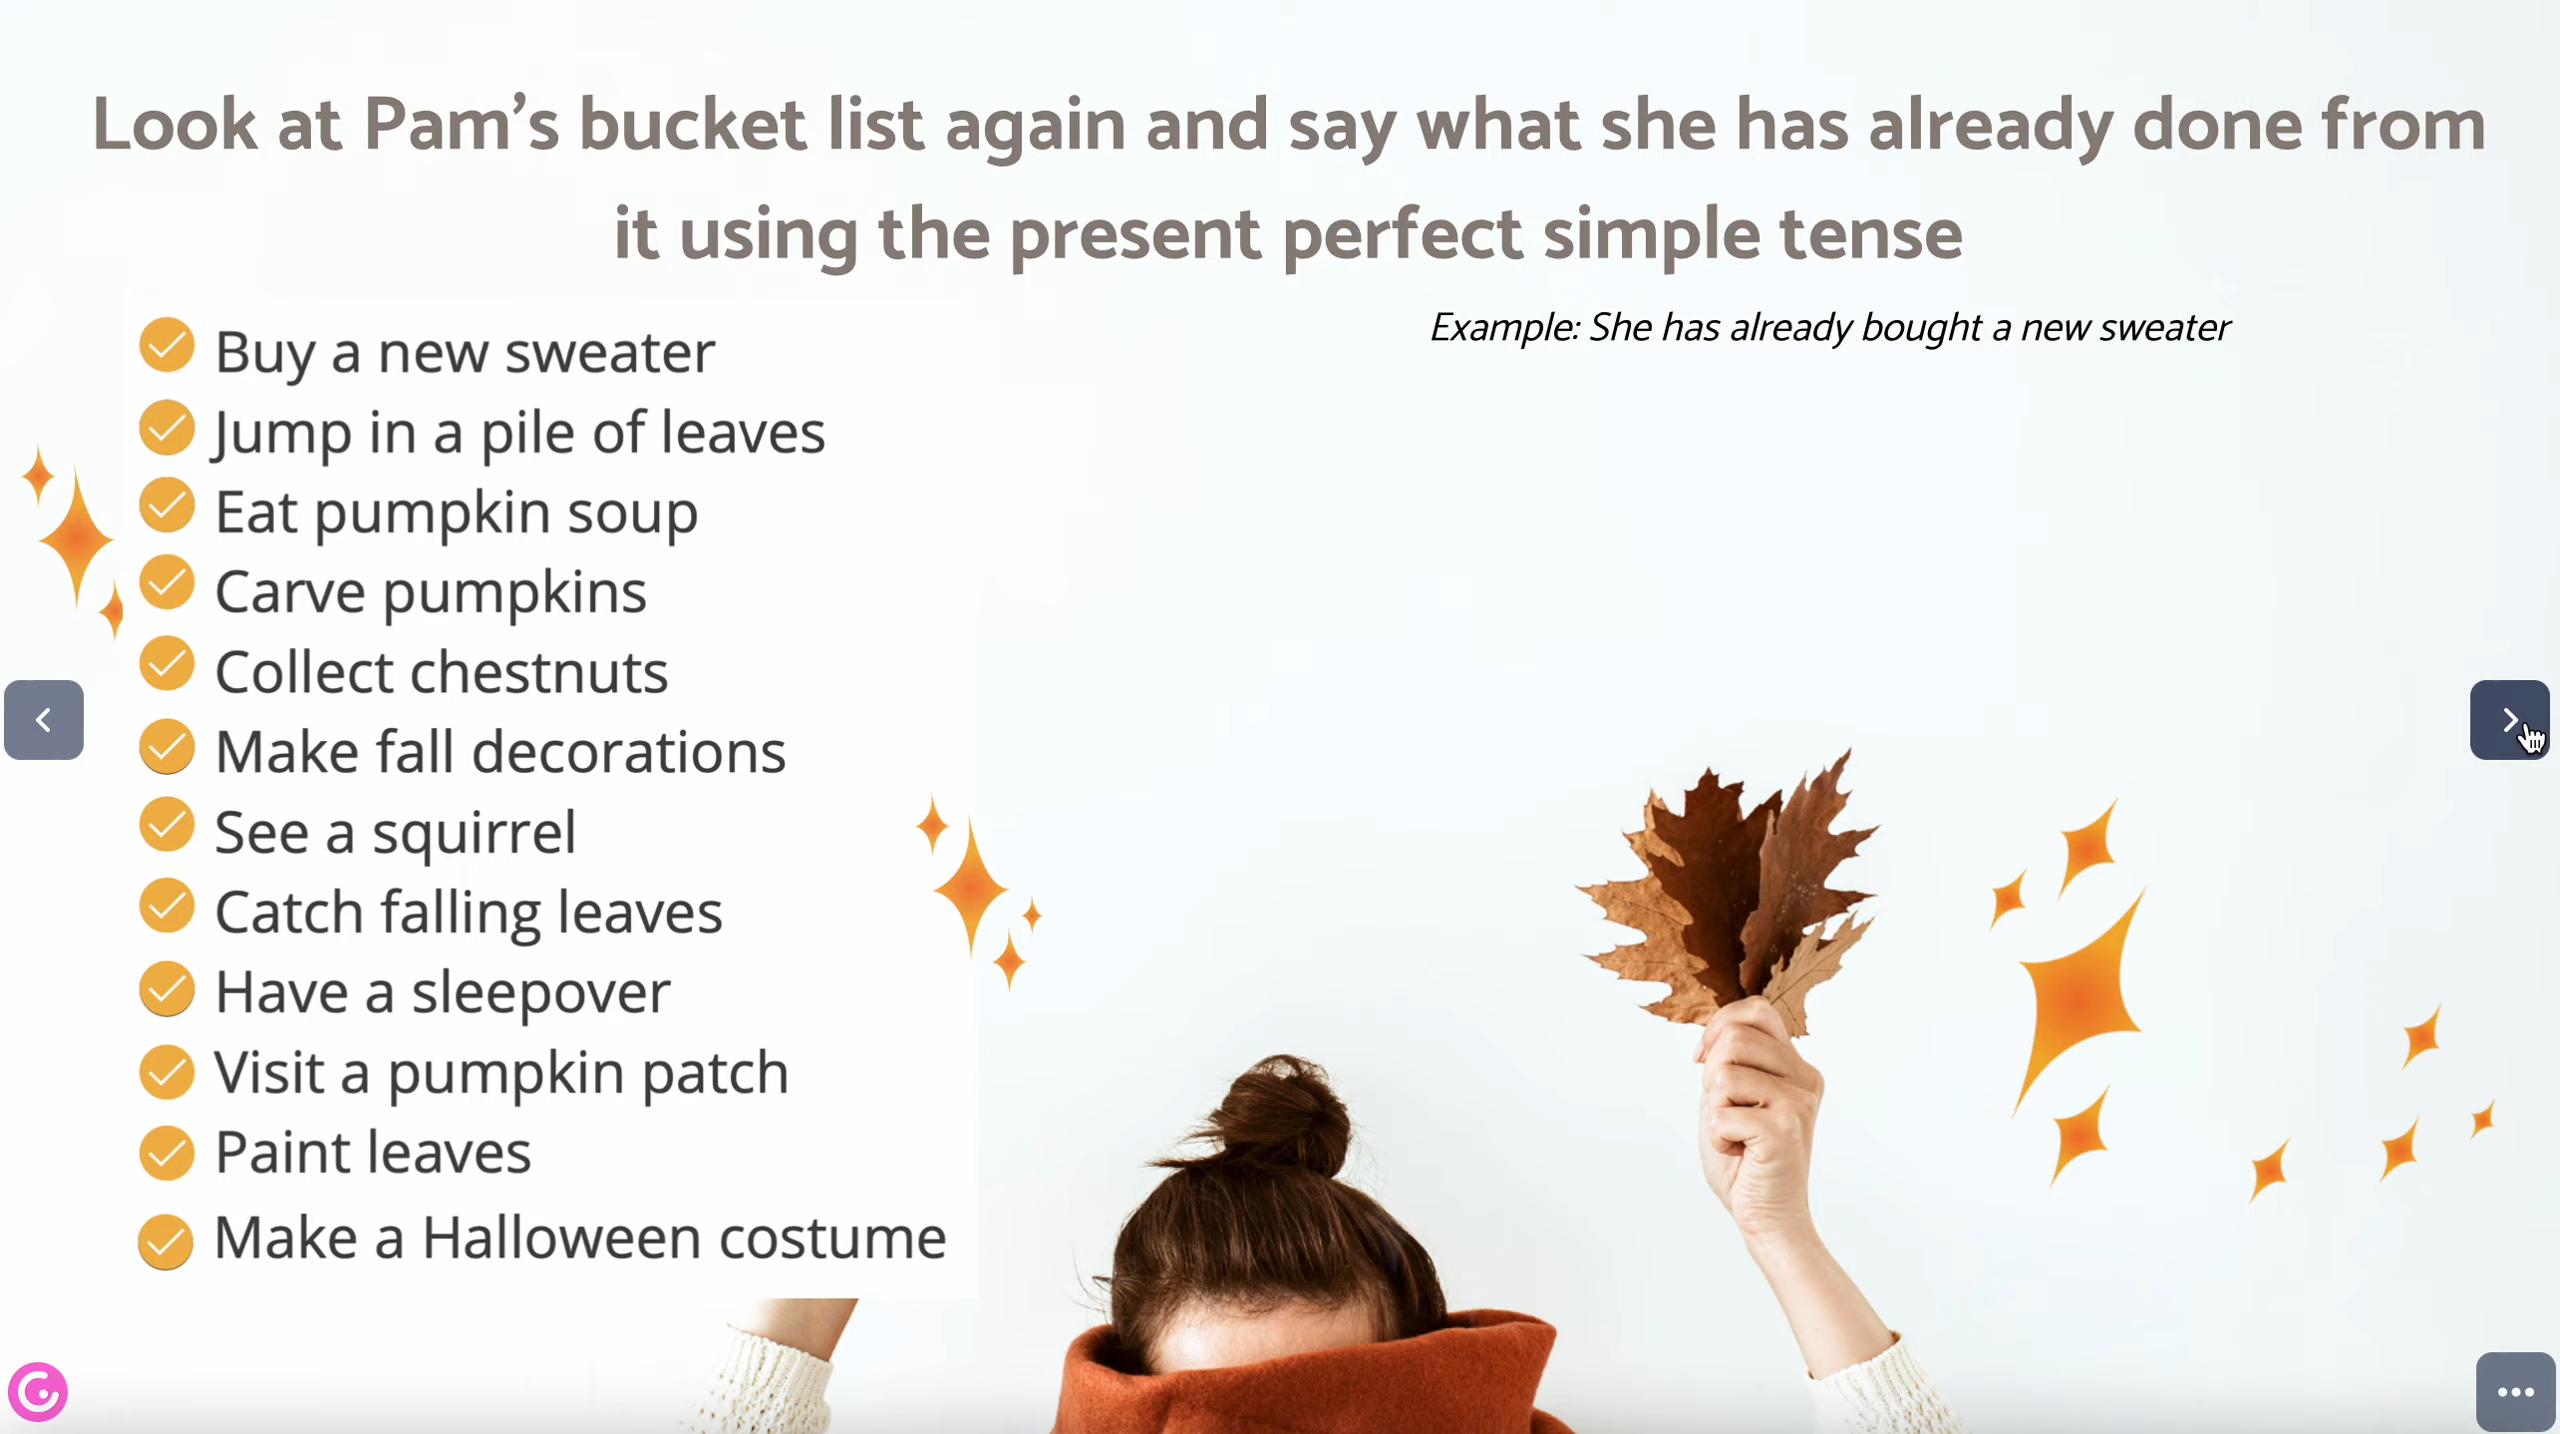 Look at Pam’s bucket list again and say what she has already done from
it using the present perfect simple tense
Example: She has already bought a new sweater
Buy a new sweater
Jump in a pile of leaves
Eat pumpkin soup
Carve pumpkins
Collect chestnuts
Make fall decorations
See a squirrel
Catch falling leaves
Have a sleepover
Visit a pumpkin patch
Paint leaves
Make a Halloween costume